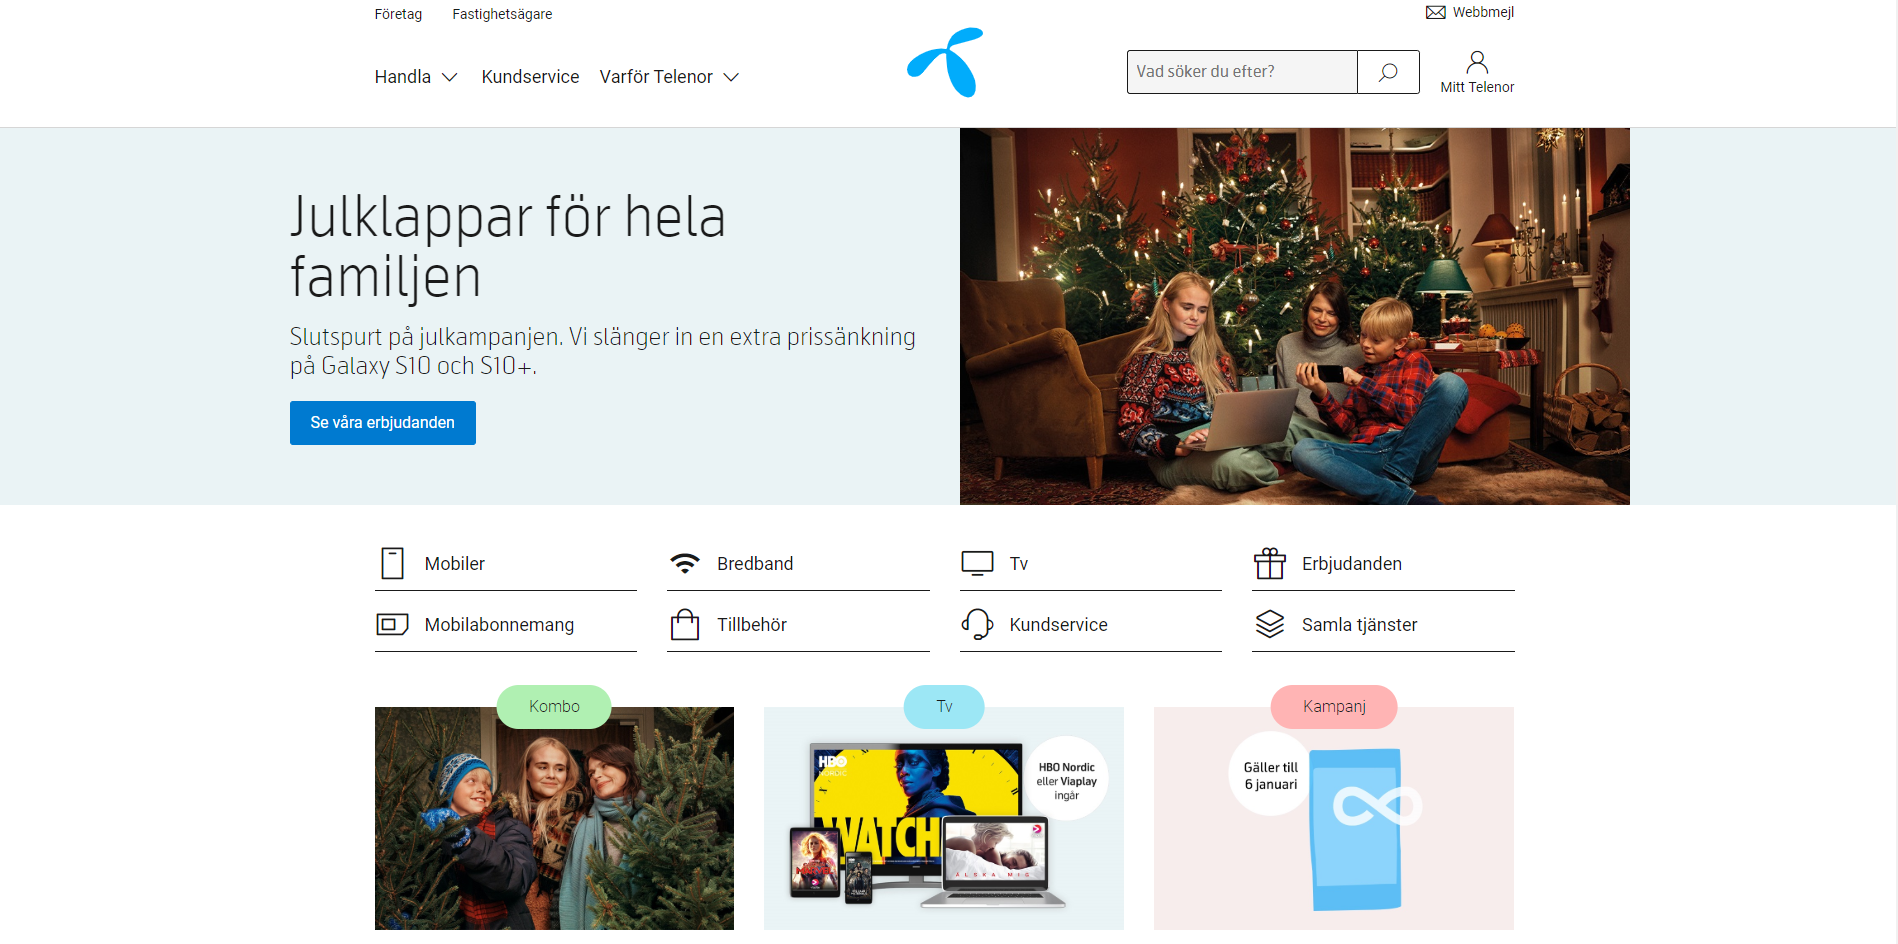 Företag
Fastighetsägare
Webbmejl
Handla
Kundservice
Varför Telenor
Vad söker du efter?
Mitt Telenor
Julklappar för hela
familjen
Slutspurt på julkampanjen. Vi slänger in en extra prissänkning
på Galaxy S10 och S10+.
Se våra erbjudanden
Mobiler
Bredband
Tv
Erbjudanden
Mobilabonnemang
Tillbehör
Kundservice
Samla tjänster
Kombo
Tv
Kampanj
HBO
NORDIC
WATCH
HBO Nordic
eller Viaplay
ingår
ÄLSKA MIG
Gäller till
6 januari